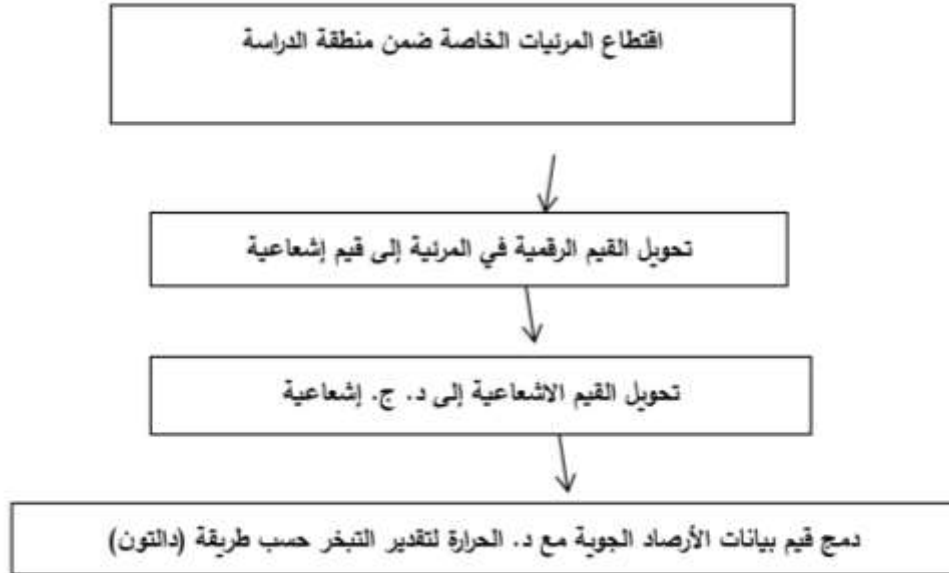 اقتطاع المرئيات الخاصة ضمن منطقة الدراسة
تحويل القيم الرقمية في المرئية إلى قيم إشعاعية
تحويل القيم الاشعاعية إلى د. ج. إشعاعية
دمج قيم بيانات الأرصاد الجوية مع د. الحرارة لتقدير التبخر حسب طريقة (دالتون)